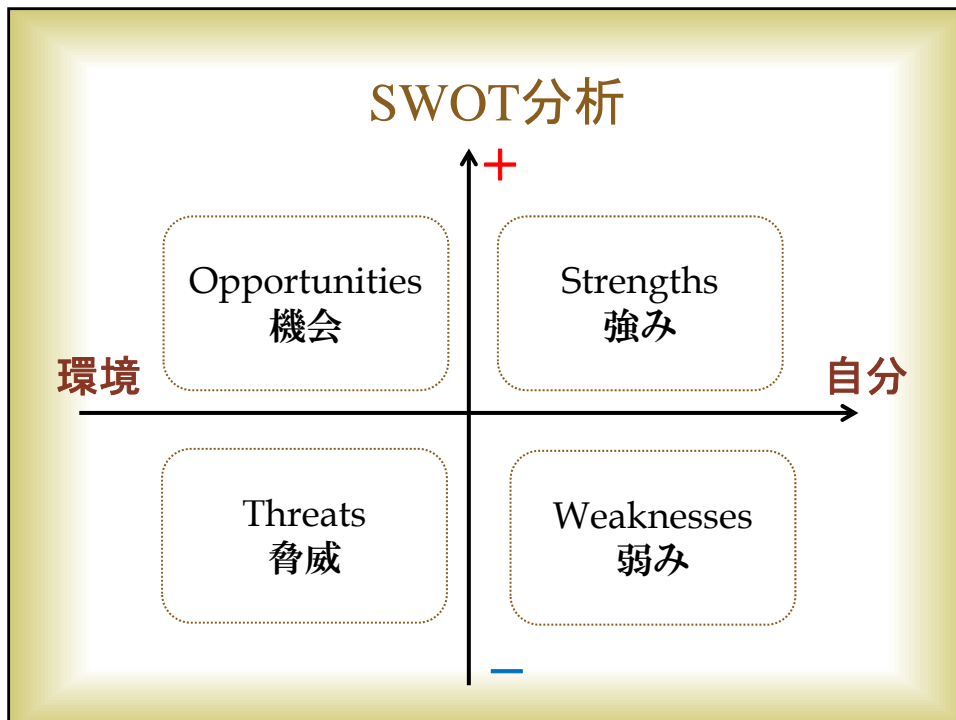 SWOT分析
+
Opportunities
機会
Strengths
強み
環境
自分
Threats
脅威
Weaknesses
弱み
−